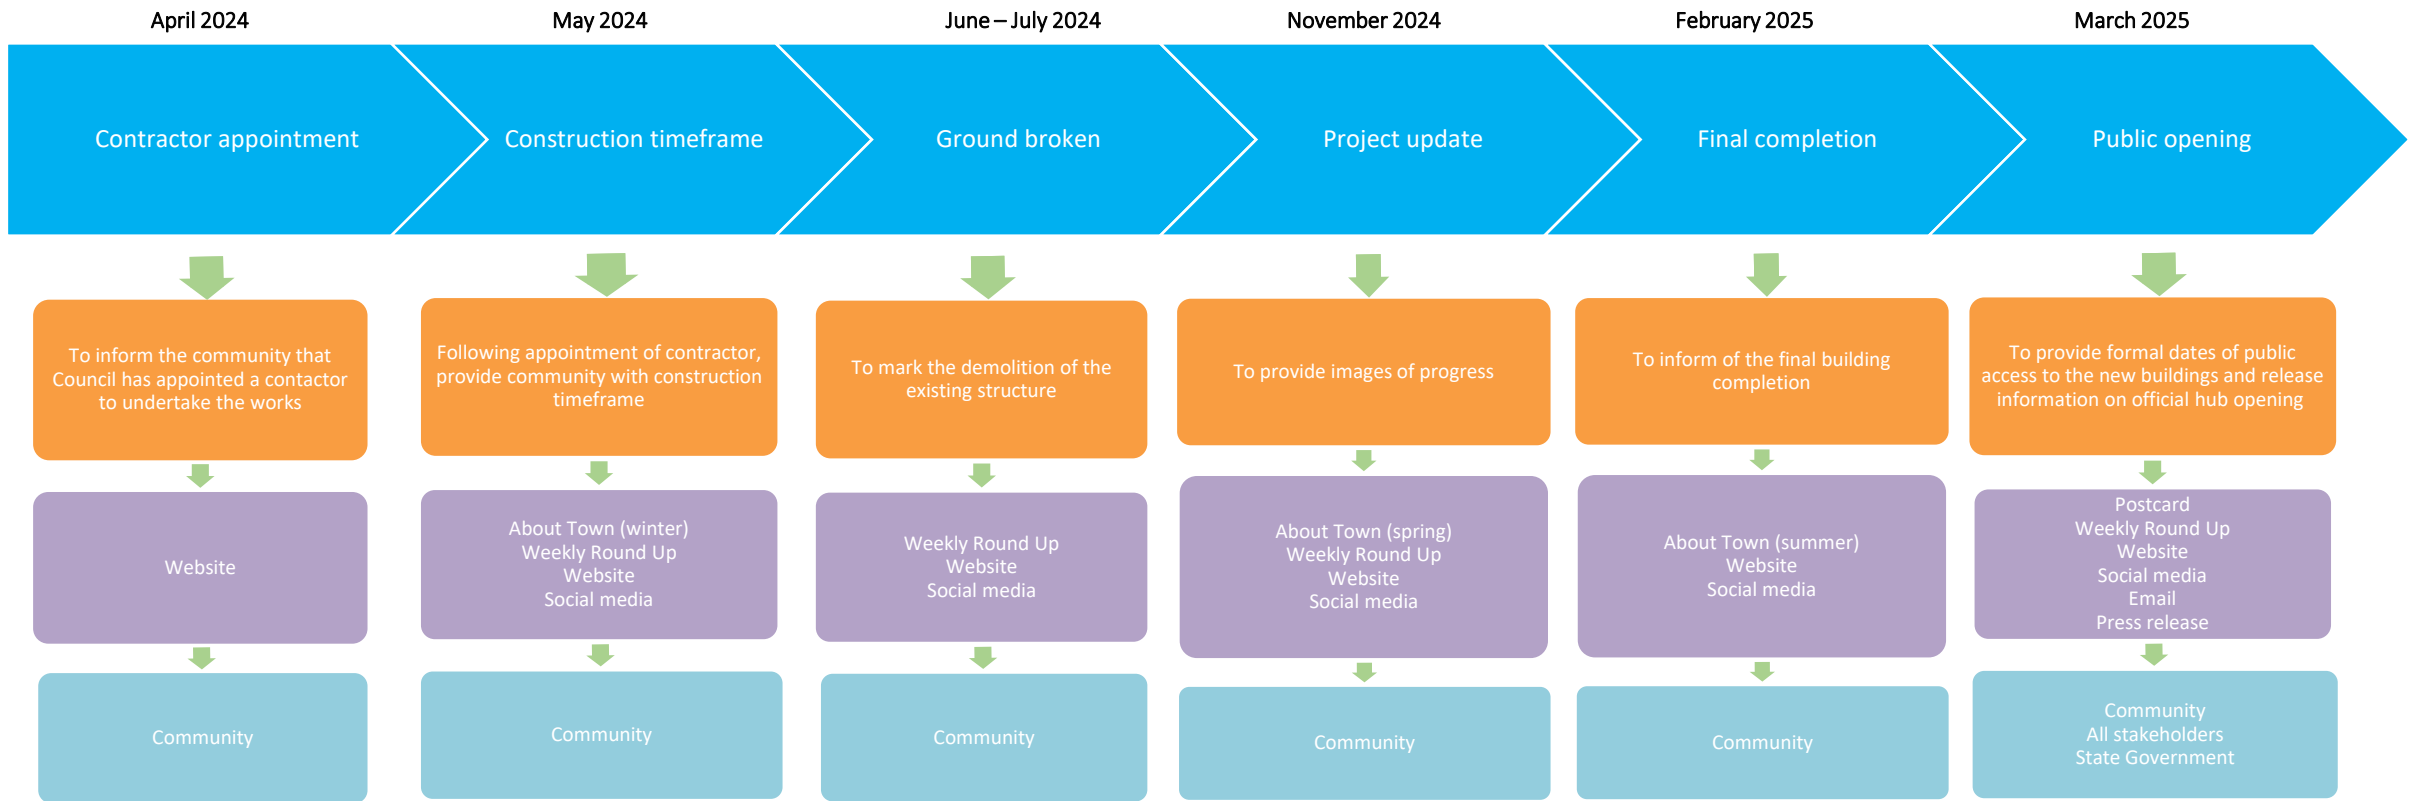 April 2024
May 2024
June – July 2024
November 2024
February 2025
March 2025
Contractor appointment
Construction timeframe
Ground broken
Project update
Final completion
Public opening
To inform the community that
Council has appointed a contactor
to undertake the works
Following appointment of contractor,
provide community with construction
timeframe
To mark the demolition of the
existing structure
To provide images of progress
To inform of the final building
completion
To provide formal dates of public
access to the new buildings and release
information on official hub opening
Website
About Town (winter)
Weekly Round Up
Website
Social media
Weekly Round Up
Website
Social media
About Town (spring)
Weekly Round Up
Website
Social media
About Town (summer)
Website
Social media
Postcard
Weekly Round Up
Website
Social media
Email
Press release
Community
Community
Community
Community
Community
Community
All stakeholders
State Government